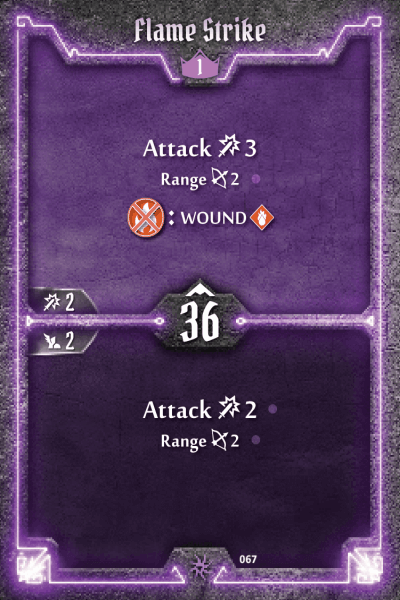 Flame Strike
1
Attack 3
Range 2
: WOUND
2
36
2
Attack 2
Range 2
067